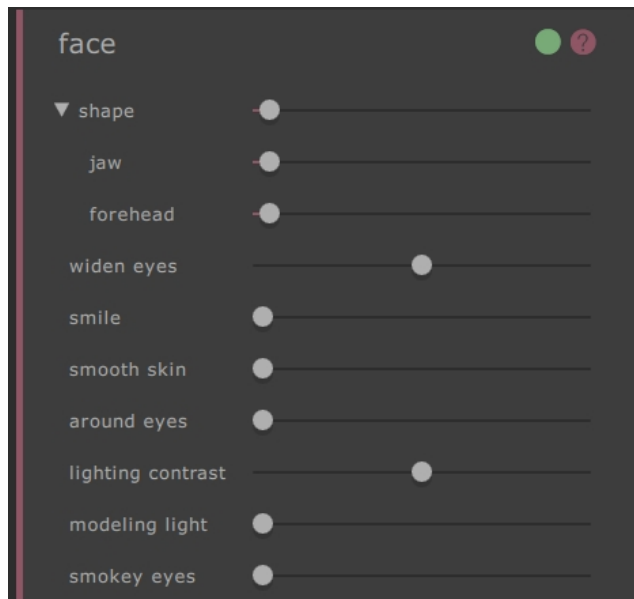 face
?
shape
jaw
forehead
widen eyes
smile
smooth skin
around eyes
lighting contrast
modeling light
smokey eyes